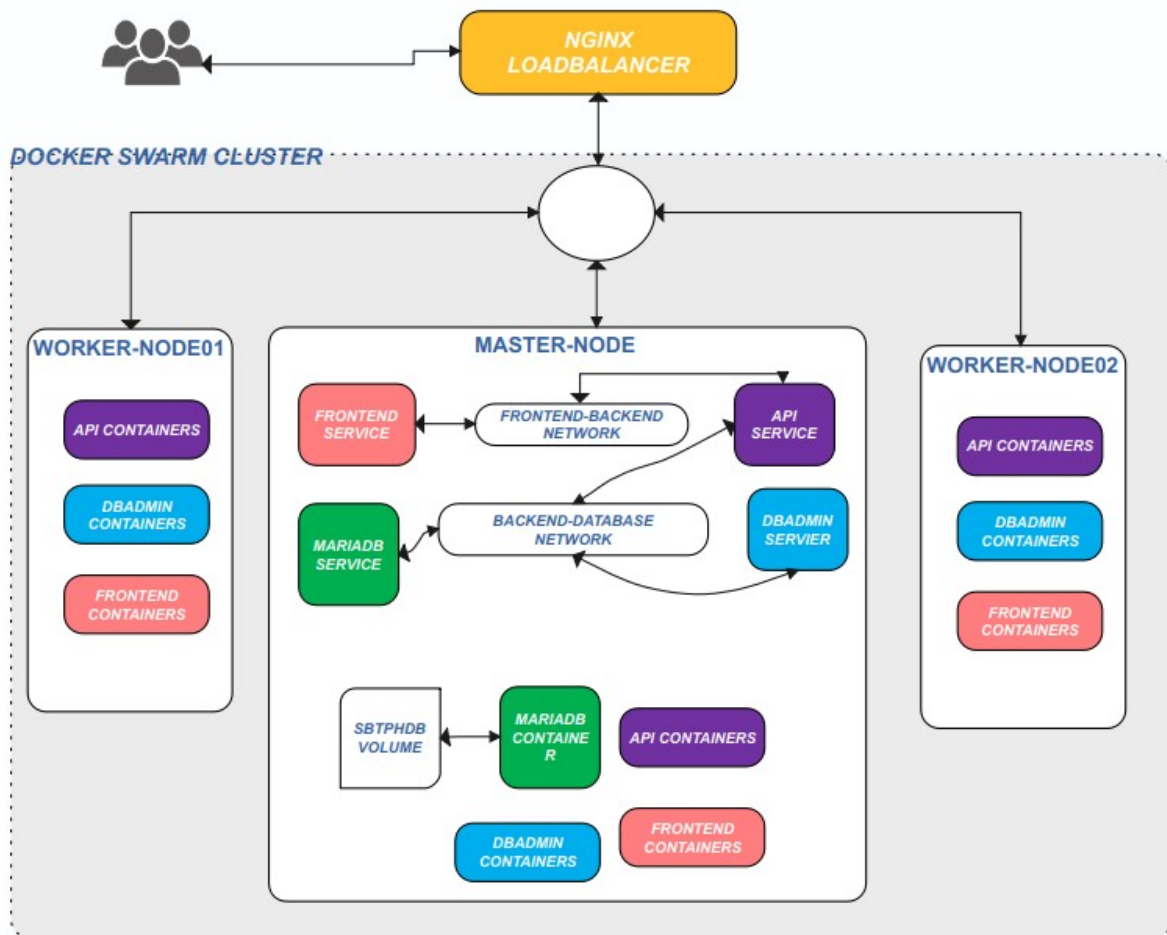 NGINX
LOADBALANCER
DOCKER SWARM CLUSTER
WORKER-NODE01
API CONTAINERS
DBADMIN
CONTAINERS
FRONTEND
CONTAINERS
MASTER-NODE
FRONTEND
SERVICE
FRONTEND-BACKEND
NETWORK
API
SERVICE
MARIADB
SERVICE
BACKEND-DATABASE
NETWORK
DBADMIN
SERVIER
SBTPHDB
VOLUME
MARIADB
CONTAINE
R
API CONTAINERS
DBADMIN
CONTAINERS
FRONTEND
CONTAINERS
WORKER-NODE02
API CONTAINERS
DBADMIN
CONTAINERS
FRONTEND
CONTAINERS